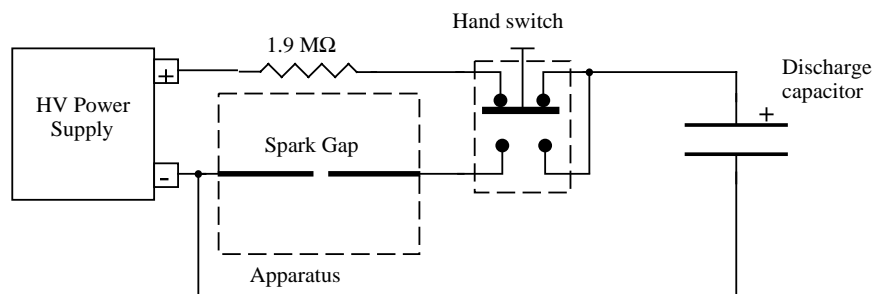 Hand switch
1.9 MΩ
+
HV Power
Supply
Discharge
capacitor
+
Spark Gap
-
Apparatus